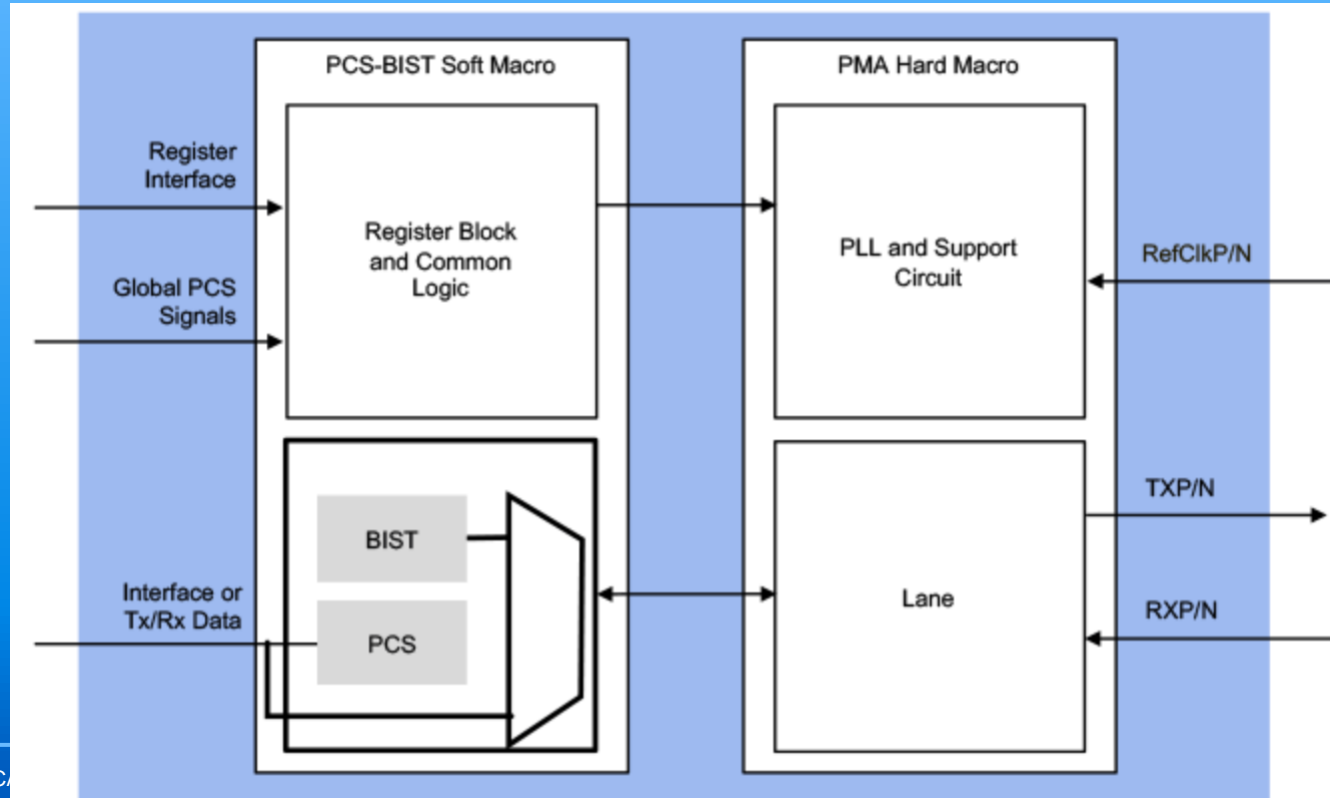 PCS-BIST Soft Macro
PMA Hard Macro
Register
Interface
Register Block
and Common
Logic
PLL and Support
Circuit
RefClkP/N
Global PCS
Signals
BIST
TXP/N
Interface or
Tx/Rx Data
PCS
Lane
RXP/N